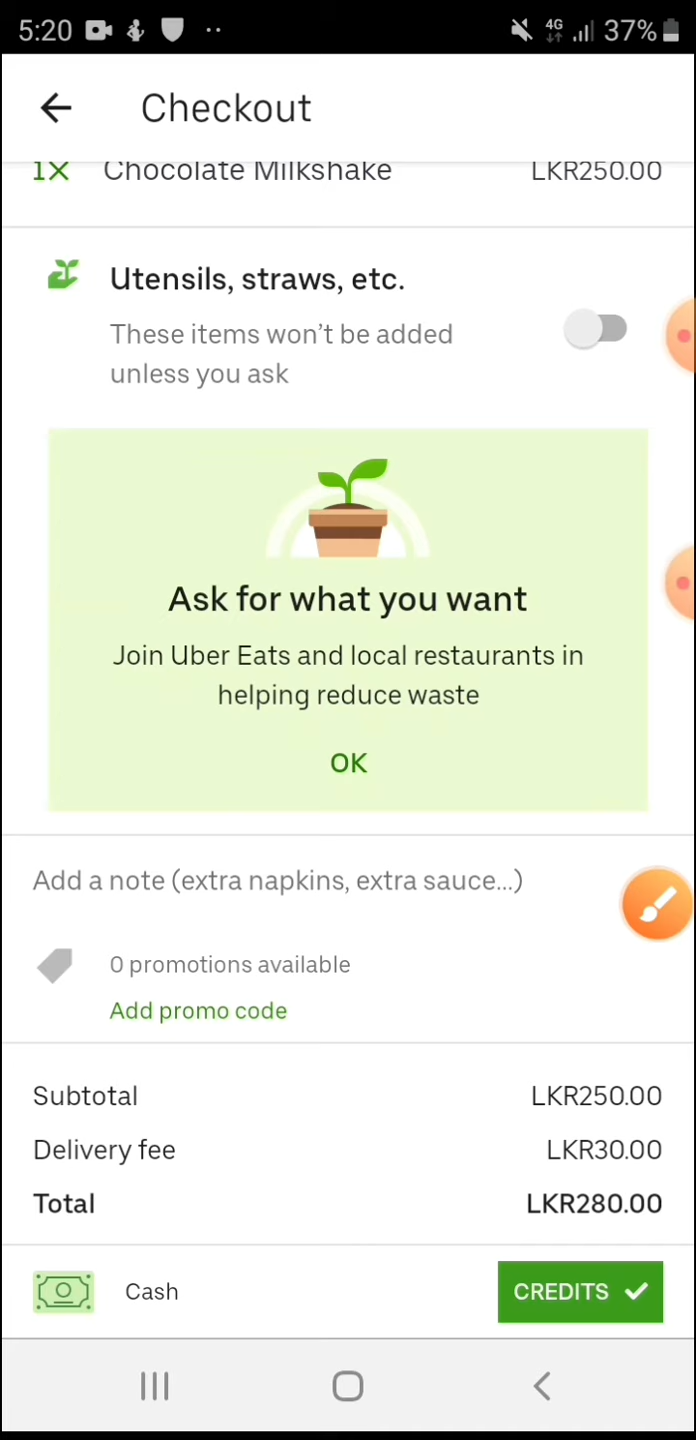 5:20 4G 37%
Checkout
1X Chocolate Milkshake LKR250.00
Utensils, straws, etc.
These items won't be added
unless you ask
Ask for what you want
Join Uber Eats and local restaurants in
helping reduce waste
OK
Add a note (extra napkins, extra sauce...)
0 promotions available
Add promo code
Subtotal LKR250.00
Delivery fee LKR30.00
Total LKR280.00
Cash CREDITS